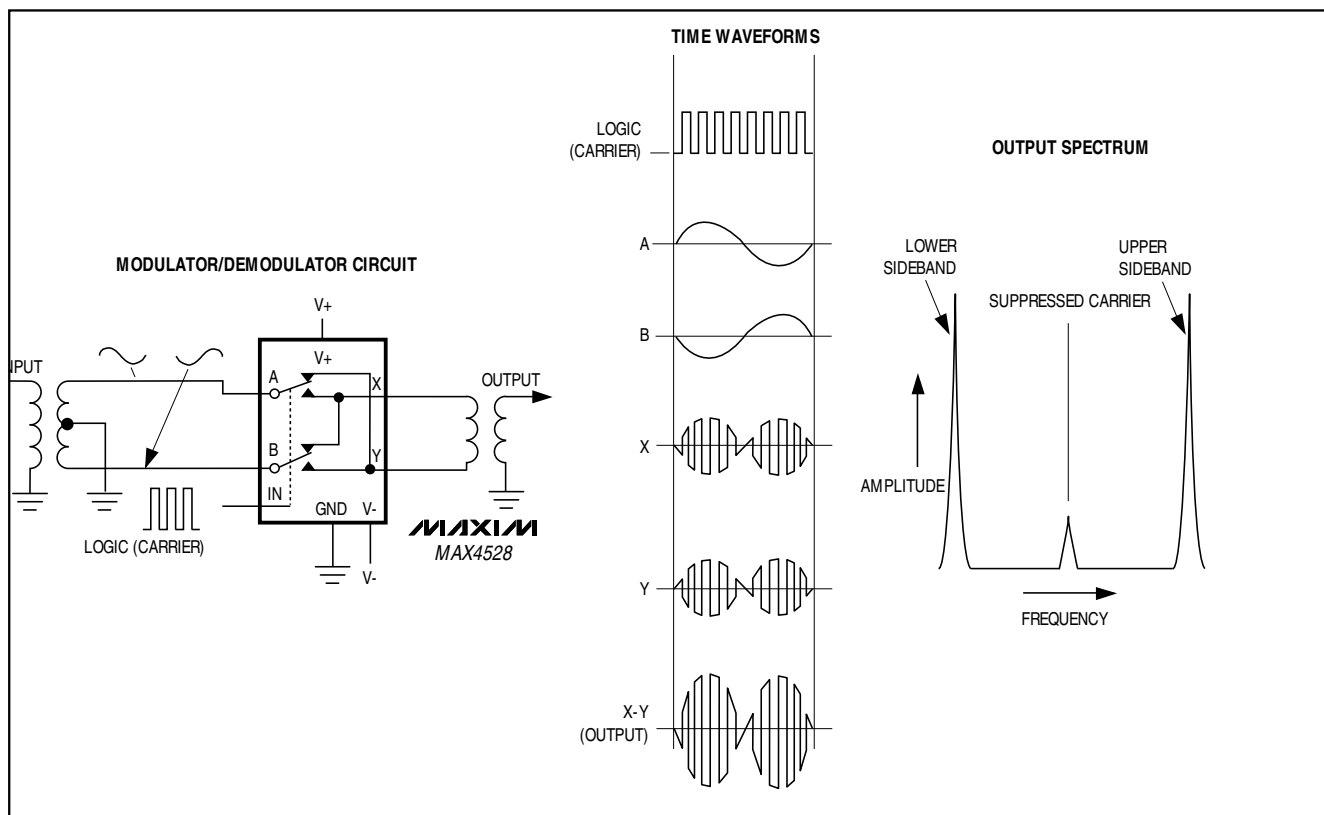 TIME WAVEFORMS
LOGIC
(CARRIER)
A
B
X
Y
X-Y
(OUTPUT)
OUTPUT SPECTRUM
LOWER
SIDEBAND
UPPER
SIDEBAND
SUPPRESSED CARRIER
AMPLITUDE
FREQUENCY
MODULATOR/DEMODULATOR CIRCUIT
V+
V+
NPUT
A
X
OUTPUT
B
Y
IN
GND V-
LOGIC (CARRIER)
MAXIM
MAX4528
V-